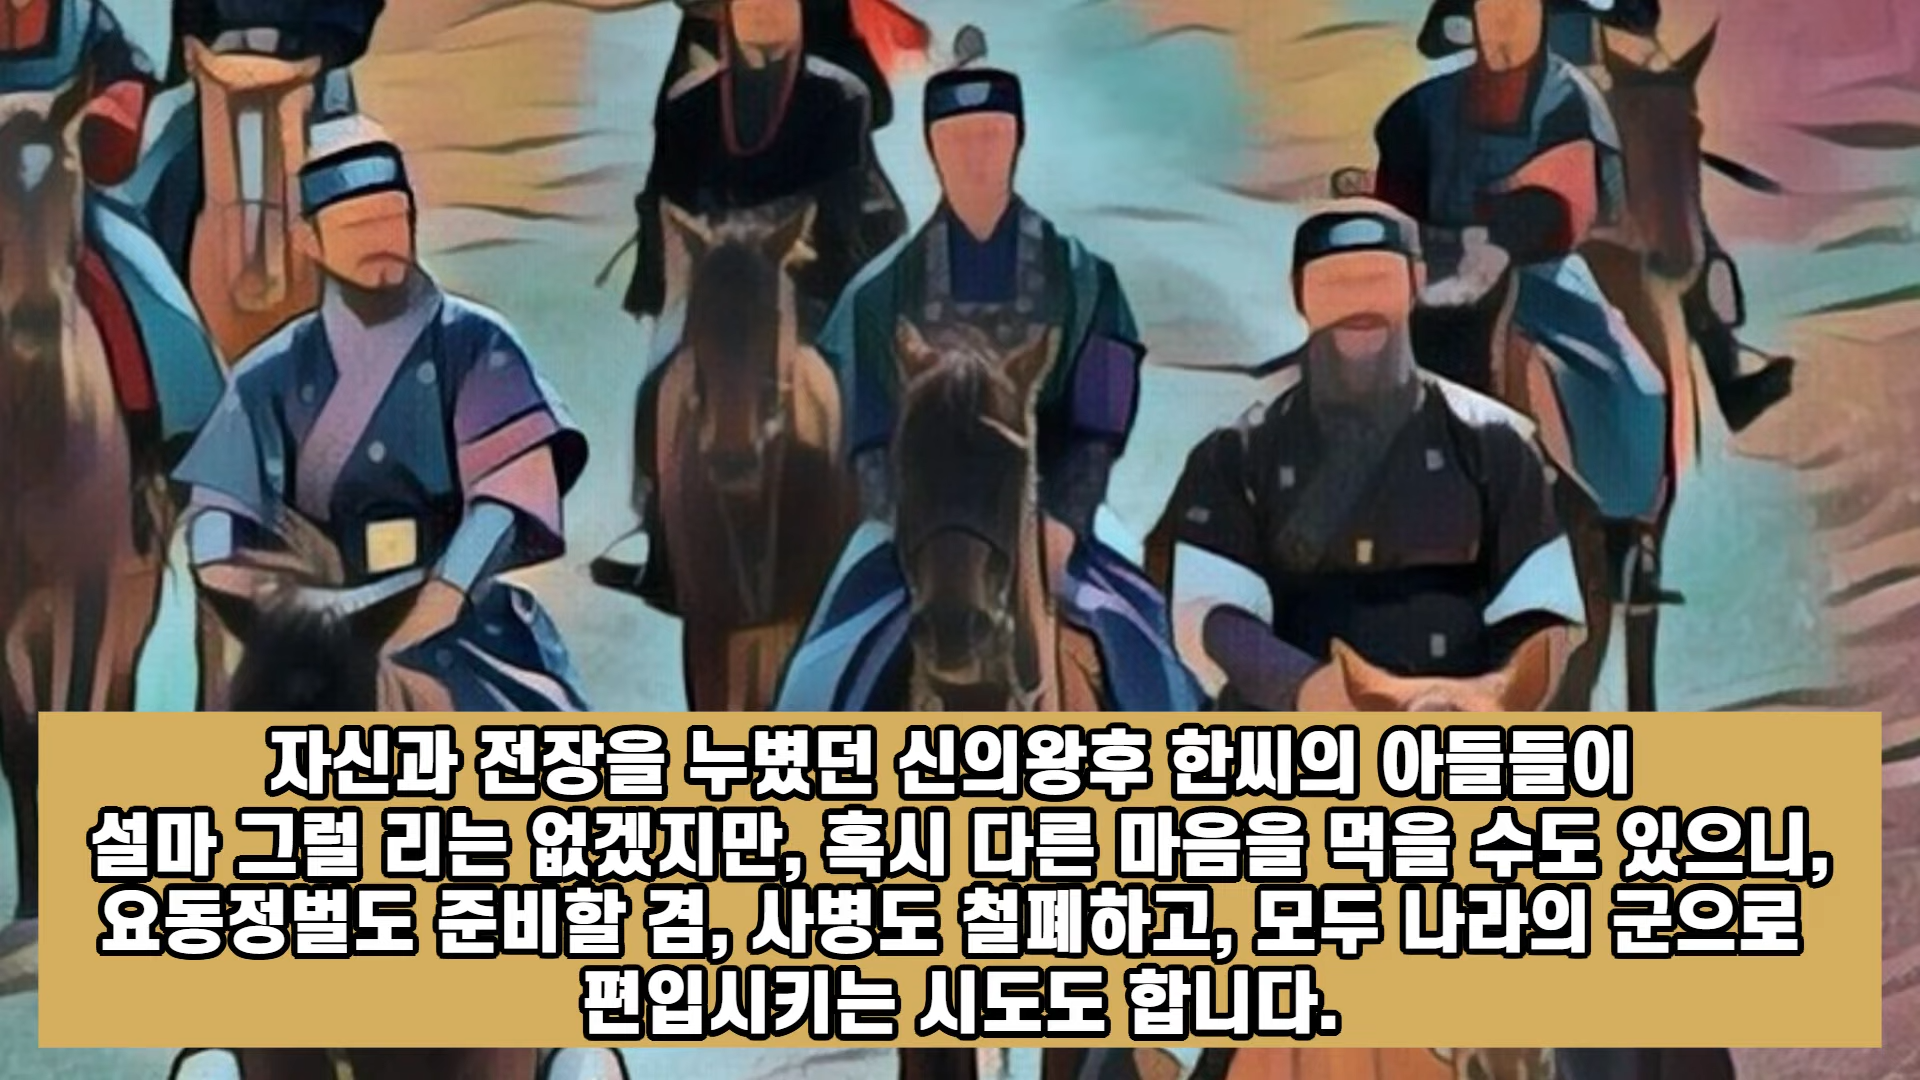 자신과 전장을 누볐던 신의왕후 한씨의 아들들이
설마 그럴 리는 없겠지만, 혹시 다른 마음을 먹을 수도 있으니,
요동정벌도 준비할 겸, 사병도 철폐하고, 모두 나라의 군으로
편입시키는 시도도 합니다.